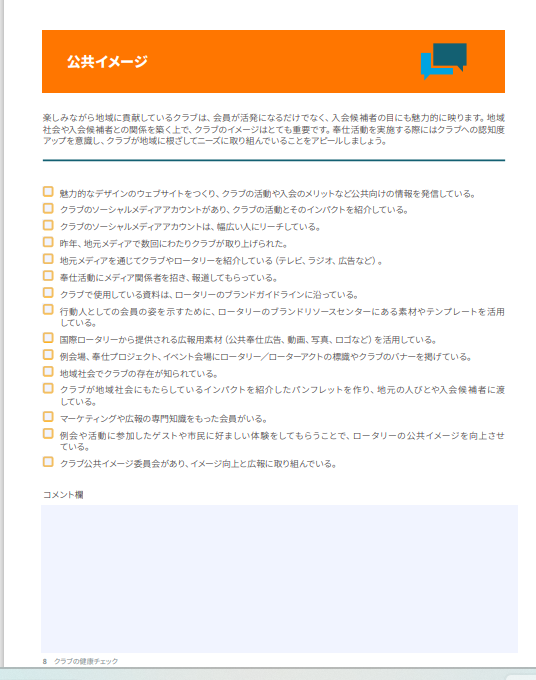 公共イメージ
楽しみながら地域に貢献しているクラブは、会員が活発になるだけでなく、入会候補者の目にも魅力的に映ります。地域
社会や入会候補者との関係を築く上で、クラブのイメージはとても重要です。奉仕活動を実施する際にはクラブへの認知度
アップを意識し、クラブが地域に根ざしてニーズに取り組んでいることをアピールしましょう。
魅力的なデザインのウェブサイトをつくり、クラブの活動や入会のメリットなど公共向けの情報を発信している。
クラブのソーシャルメディアアカウントがあり、クラブの活動とそのインパクトを紹介している。
クラブのソーシャルメディアアカウントは、幅広い人にリーチしている。
昨年、地元メディアで数回にわたりクラブが取り上げられた。
地元メディアを通じてクラブやロータリーを紹介している（テレビ、ラジオ、広告など）。
奉仕活動にメディア関係者を招き、報道してもらっている。
クラブで使用している資料は、ロータリーのブランドガイドラインに沿っている。
行動人としての会員の姿を示すために、ロータリーのブランドリソースセンターにある素材やテンプレートを活用
している。
国際ロータリーから提供される広報用素材（公共奉仕広告、動画、写真、ロゴなど）を活用している。
例会場、奉仕プロジェクト、イベント会場にロータリー／ローターアクトの標識やクラブのバナーを掲げている。
地域社会でクラブの存在が知られている。
クラブが地域社会にもたらしているインパクトを紹介したパンフレットを作り、地元の人びとや入会候補者に渡
している。
マーケティングや広報の専門知識をもった会員がいる。
例会や活動に参加したゲストや市民に好ましい体験をしてもらうことで、ロータリーの公共イメージを向上させ
ている。
クラブ公共イメージ委員会があり、イメージ向上と広報に取り組んでいる。
コメント欄
8 クラブの健康チェック